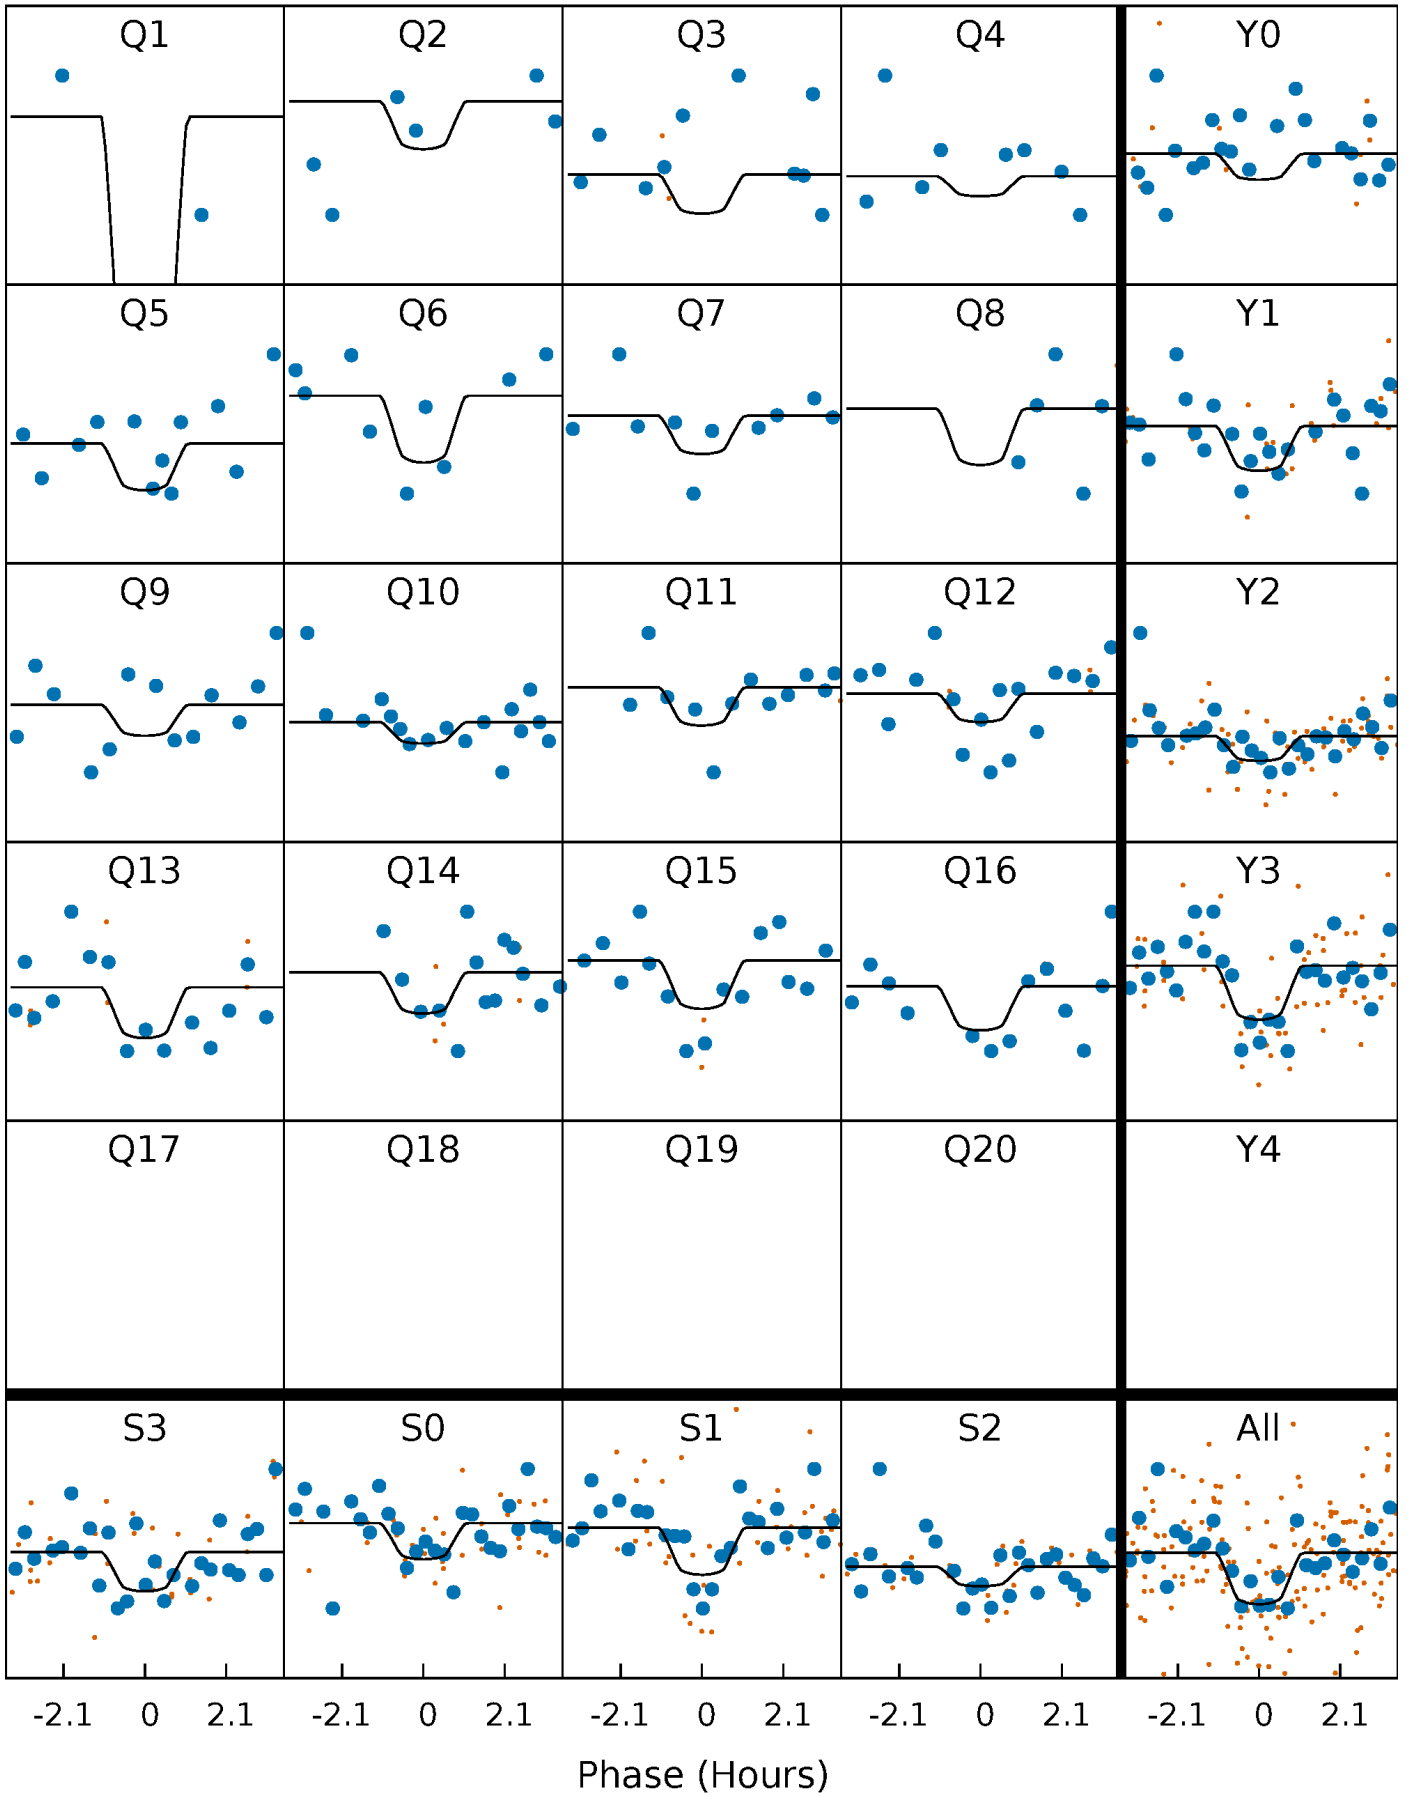 Q1 Q2 Q3 Q4 Y0
Q5 Q6 Q7 Q8 Y1
Q9 Q10 Q11 Q12 Y2
Q13 Q14 Q15 Q16 Y3
Q17 Q18 Q19 Q20 Y4
S3 S0 S1 S2 All
-2.1 0 2.1 -2.1 0 2.1 -2.1 0 2.1 -2.1 0 2.1 -2.1 0 2.1
Phase (Hours)